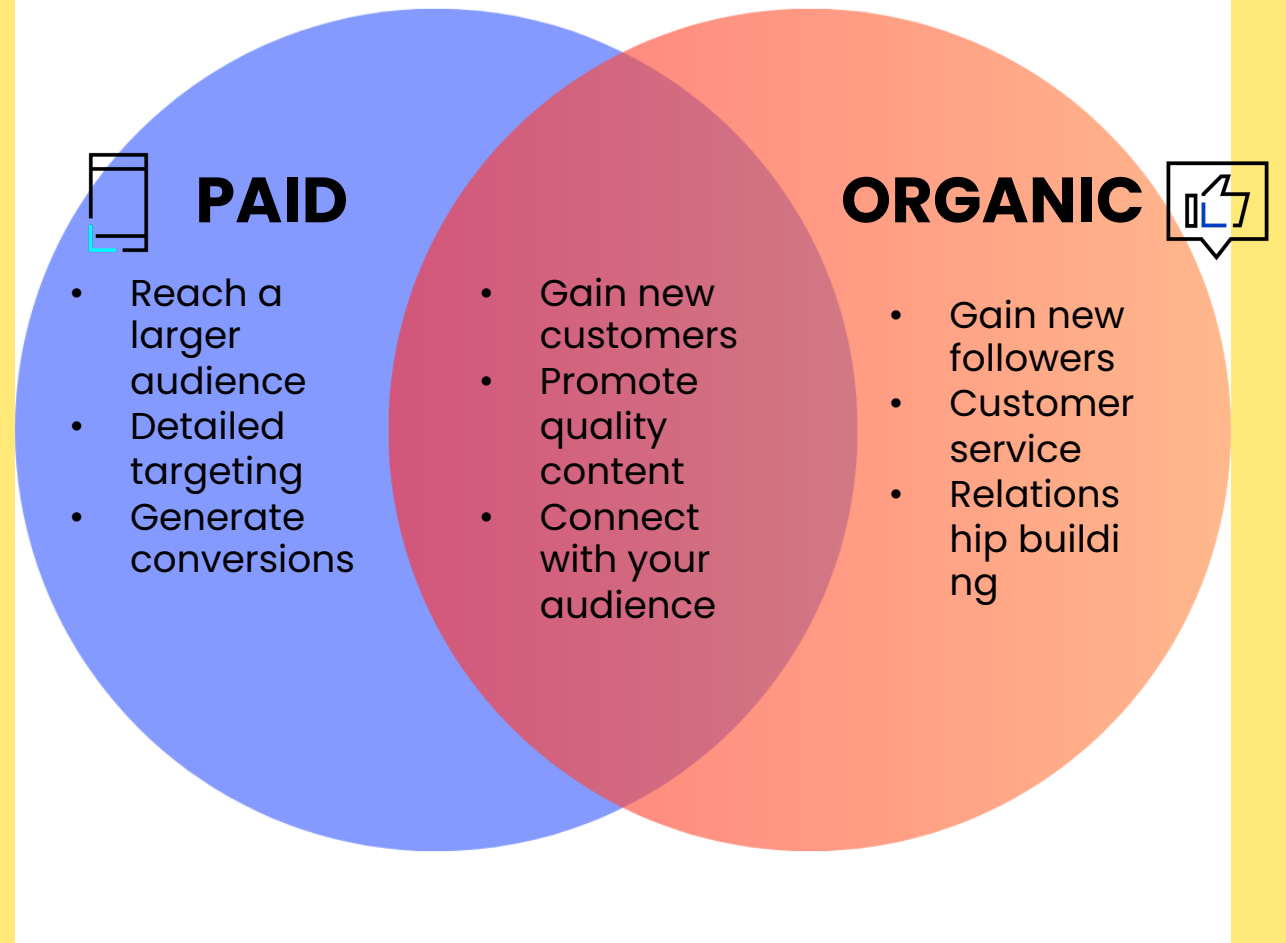 PAID
• Reach a
larger
audience
• Detailed
targeting
• Generate
conversions
• Gain new
customers
• Promote
quality
content
• Connect
with your
audience
ORGANIC
• Gain new
followers
• Customer
service
• Relations
hip buildi
ng